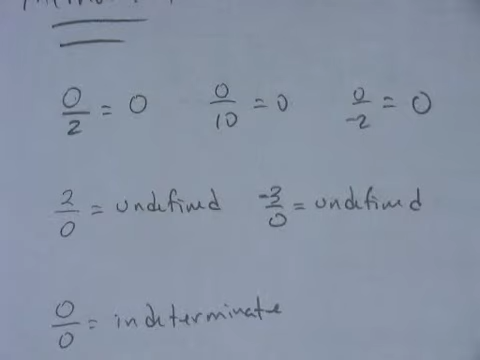 0/2 = 0 0/10 = 0 0/-2 = 0
2/0 = undefined -3/0 = undefined
0/0 = indeterminate